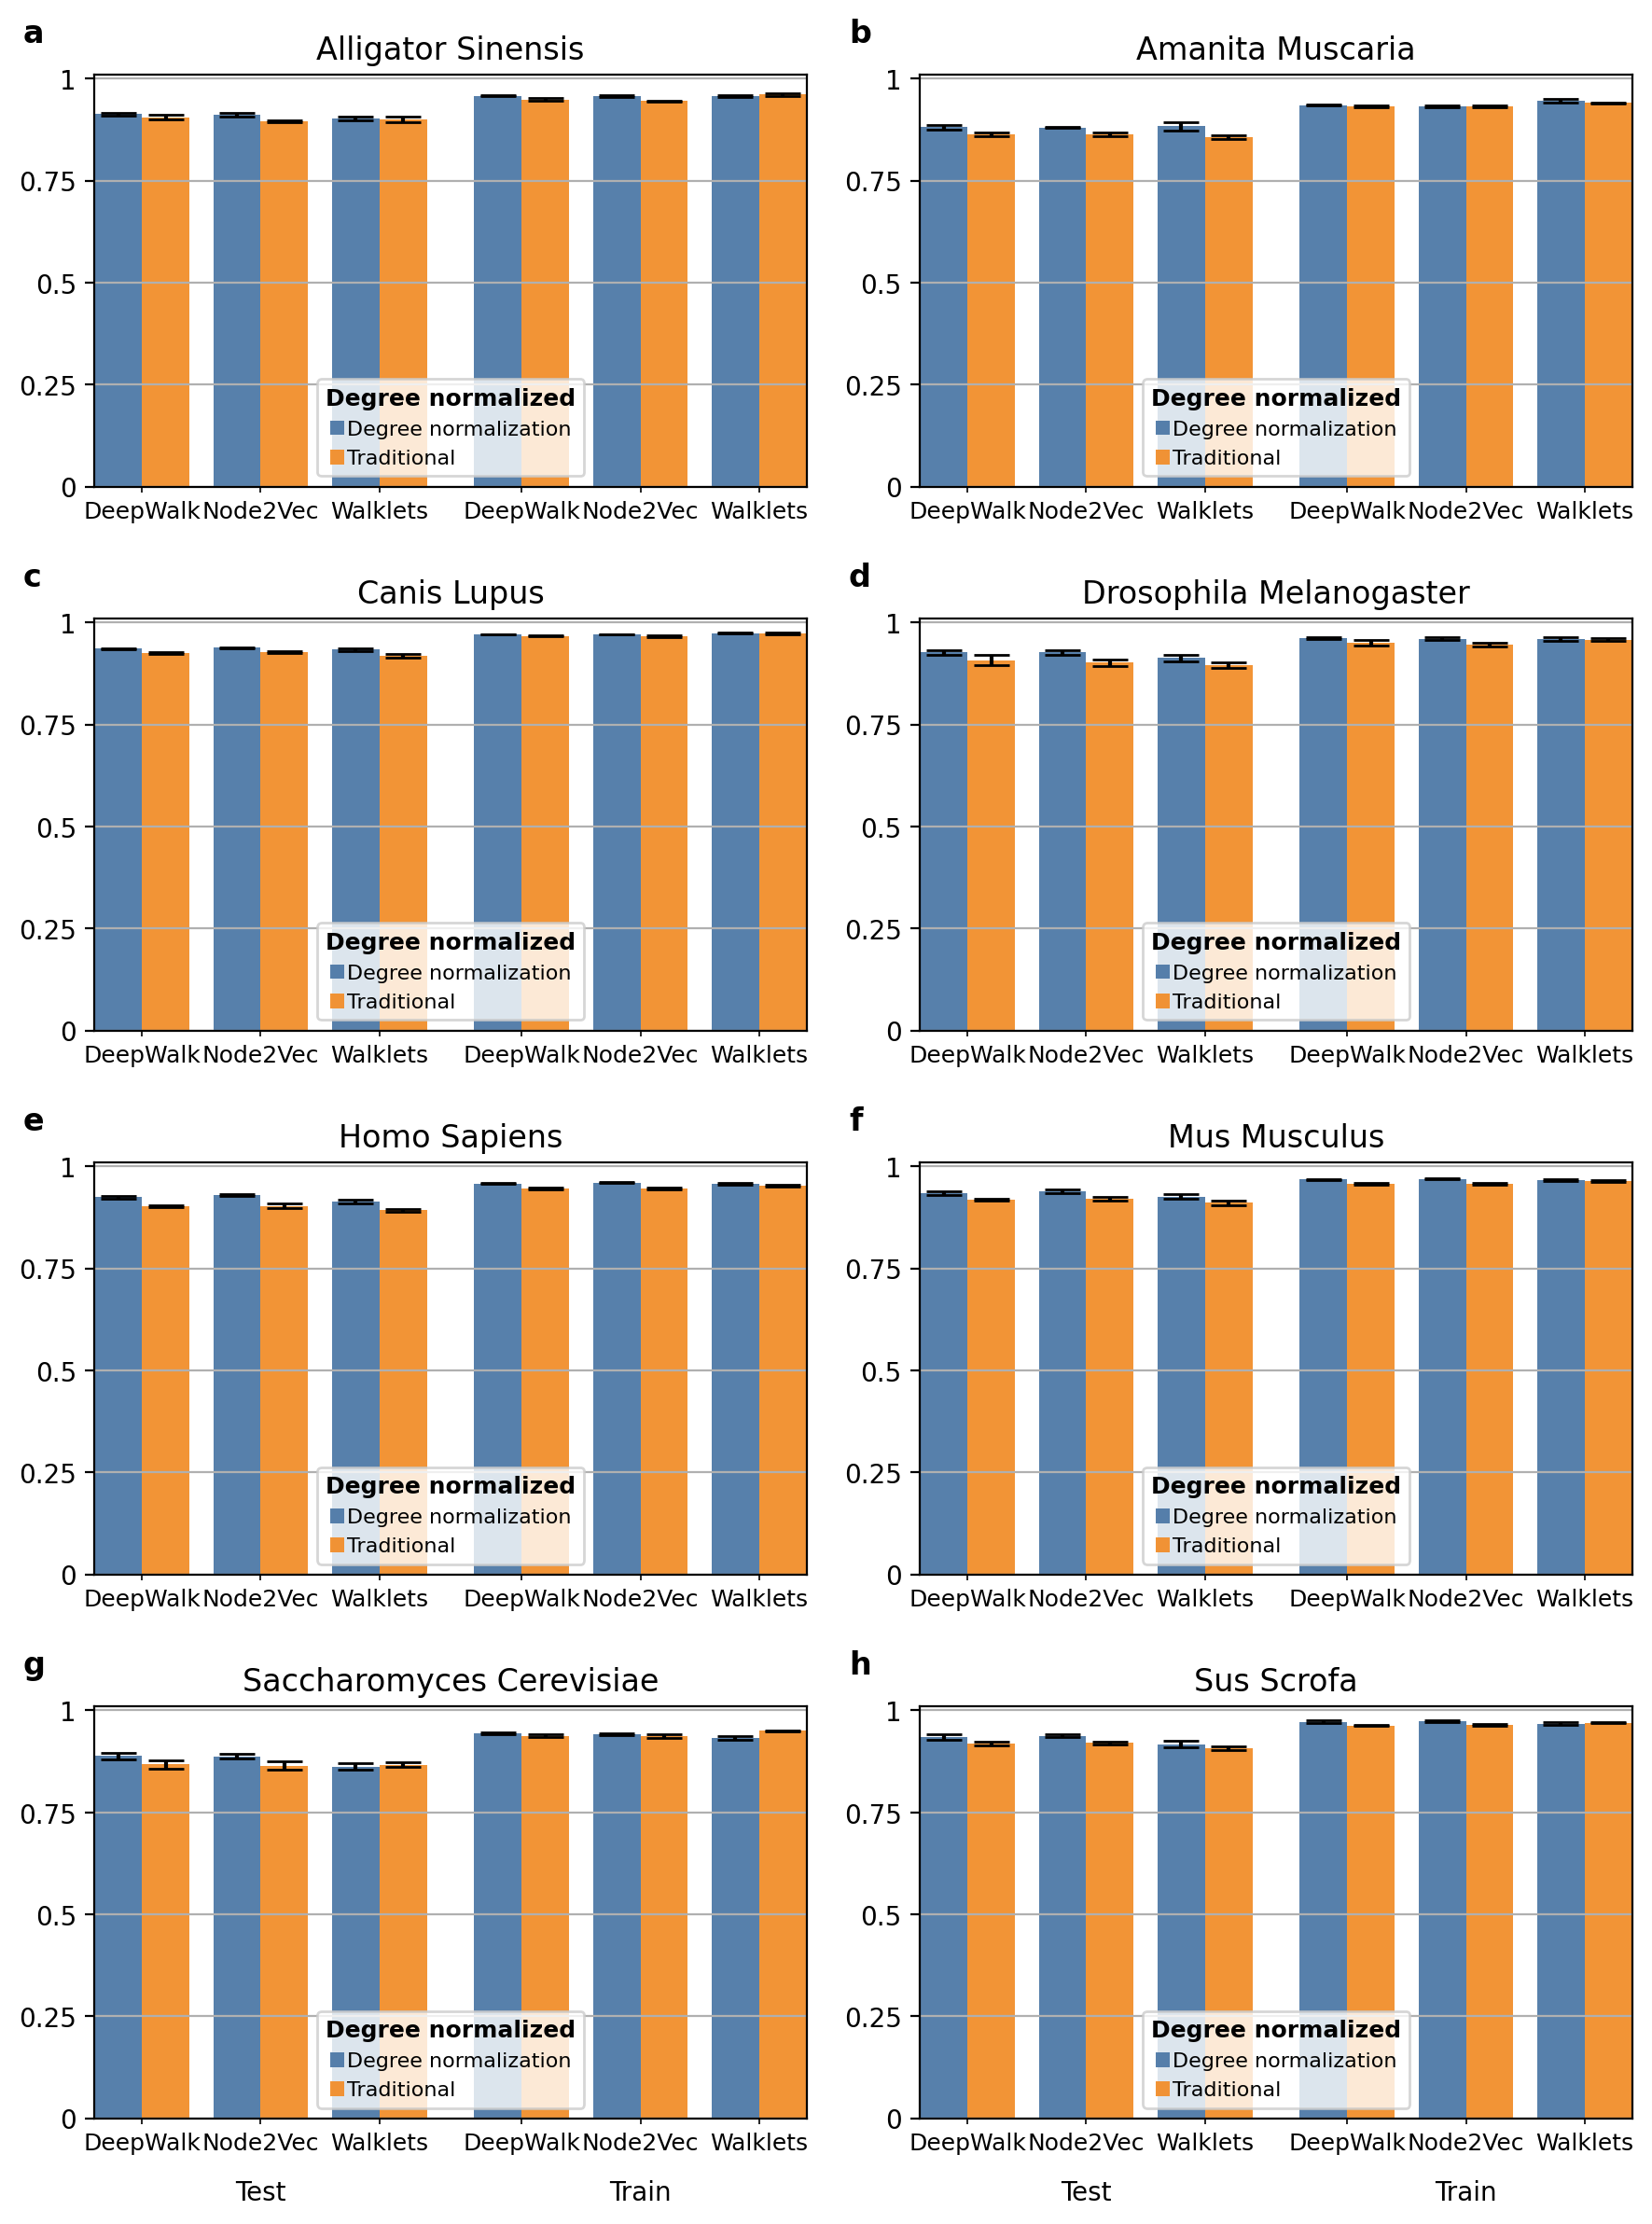 a
Alligator Sinensis
1
0.75
0.5
0.25
0
Degree normalized
Degree normalization
Traditional
DeepWalk Node2Vec Walklets DeepWalk Node2Vec Walklets
b
Amanita Muscaria
1
0.75
0.5
0.25
0
Degree normalized
Degree normalization
Traditional
DeepWalk Node2Vec Walklets DeepWalk Node2Vec Walklets
c
Canis Lupus
1
0.75
0.5
0.25
0
Degree normalized
Degree normalization
Traditional
DeepWalk Node2Vec Walklets DeepWalk Node2Vec Walklets
d
Drosophila Melanogaster
1
0.75
0.5
0.25
0
Degree normalized
Degree normalization
Traditional
DeepWalk Node2Vec Walklets DeepWalk Node2Vec Walklets
e
Homo Sapiens
1
0.75
0.5
0.25
0
Degree normalized
Degree normalization
Traditional
DeepWalk Node2Vec Walklets DeepWalk Node2Vec Walklets
f
Mus Musculus
1
0.75
0.5
0.25
0
Degree normalized
Degree normalization
Traditional
DeepWalk Node2Vec Walklets DeepWalk Node2Vec Walklets
g
Saccharomyces Cerevisiae
1
0.75
0.5
0.25
0
Degree normalized
Degree normalization
Traditional
DeepWalk Node2Vec Walklets DeepWalk Node2Vec Walklets
Test Train
h
Sus Scrofa
1
0.75
0.5
0.25
0
Degree normalized
Degree normalization
Traditional
DeepWalk Node2Vec Walklets DeepWalk Node2Vec Walklets
Test Train